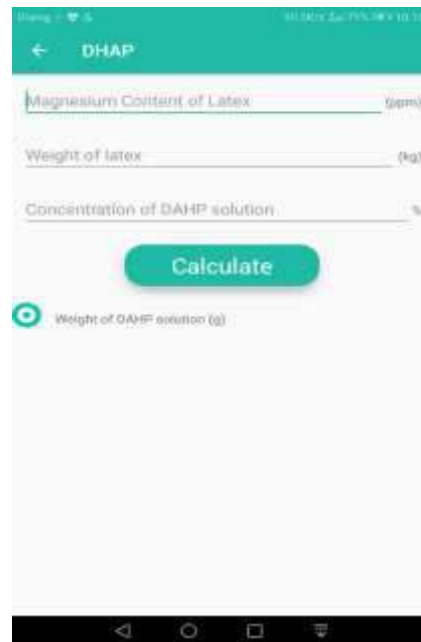 DHAP
Magnesium Content of Latex (ppm)
Weight of latex (kg)
Concentration of DAHP solution %
Calculate
Weight of DAHP solution (g)